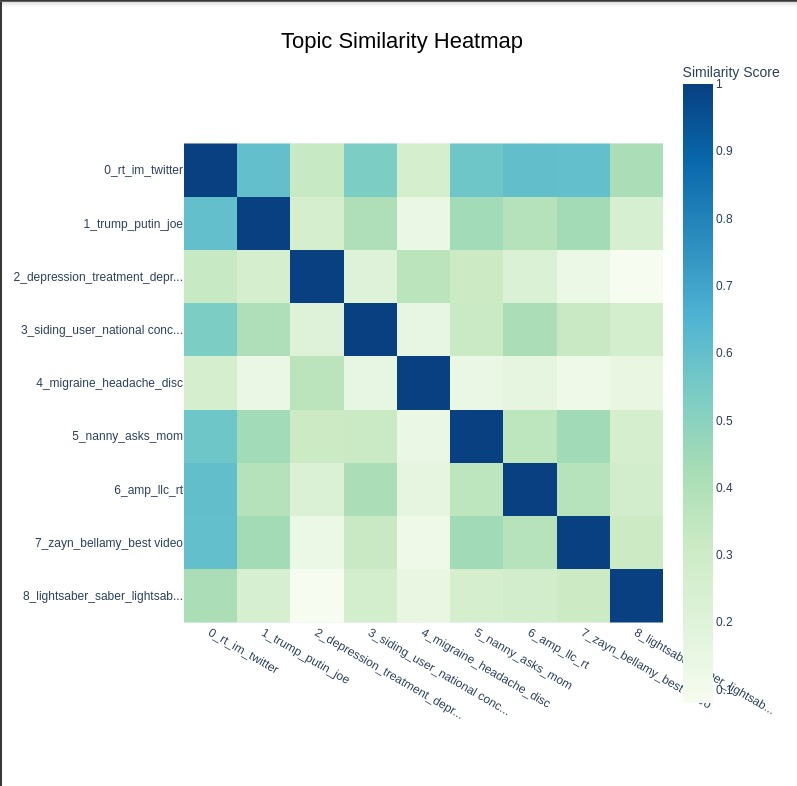 Topic Similarity Heatmap
Similarity Score
1
0.9
0.8
0.7
0.6
0.5
0.4
0.3
0.2
0.1
0_rt_im_twitter
1_trump_putin_joe
2_depression_treatment_depr...
3_siding_user_national conc...
4_migraine_headache_disc
5_nanny_asks_mom
6_amp_llc_rt
7_zayn_bellamy_best video
8_lightsaber_saber_lightsab...
0_rt_im_twitter
1_trump_putin_joe
2_depression_treatment_depr...
3_siding_user_national conc...
4_migraine_headache_disc
5_nanny_asks_mom
6_amp_llc_rt
7_zayn_bellamy_best